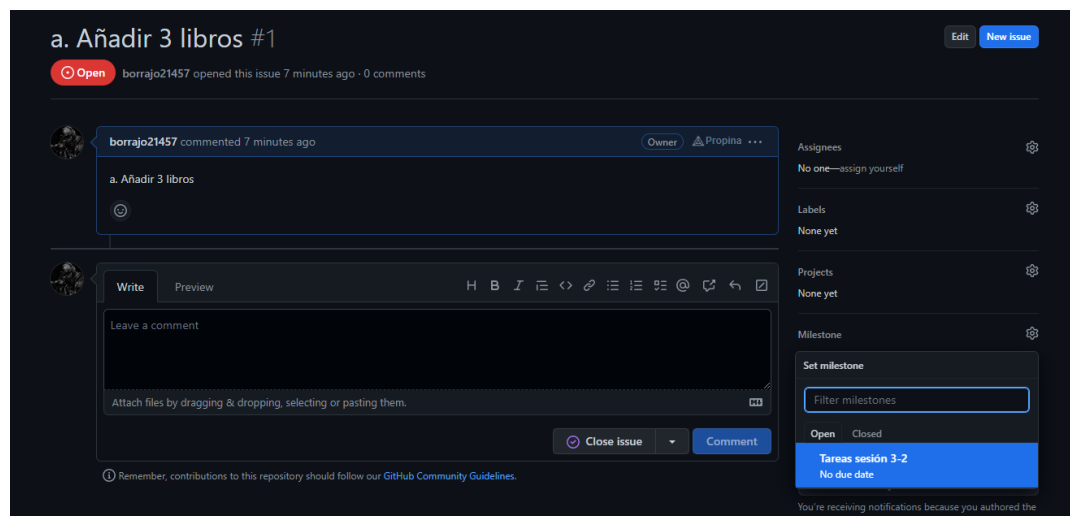 a. Añadir 3 libros #1
Edit
New issue
Open
borrajo21457 opened this issue 7 minutes ago · 0 comments
borrajo21457 commented 7 minutes ago
Owner
Propina
a. Añadir 3 libros
Write
Preview
Leave a comment
Attach files by dragging & dropping, selecting or pasting them.
Close issue
Comment
Remember, contributions to this repository should follow our GitHub Community Guidelines.
Assignees
No one—assign yourself
Labels
None yet
Projects
None yet
Milestone
Set milestone
Filter milestones
Open
Closed
Tareas sesión 3-2
No due date
You're receiving notifications because you authored the